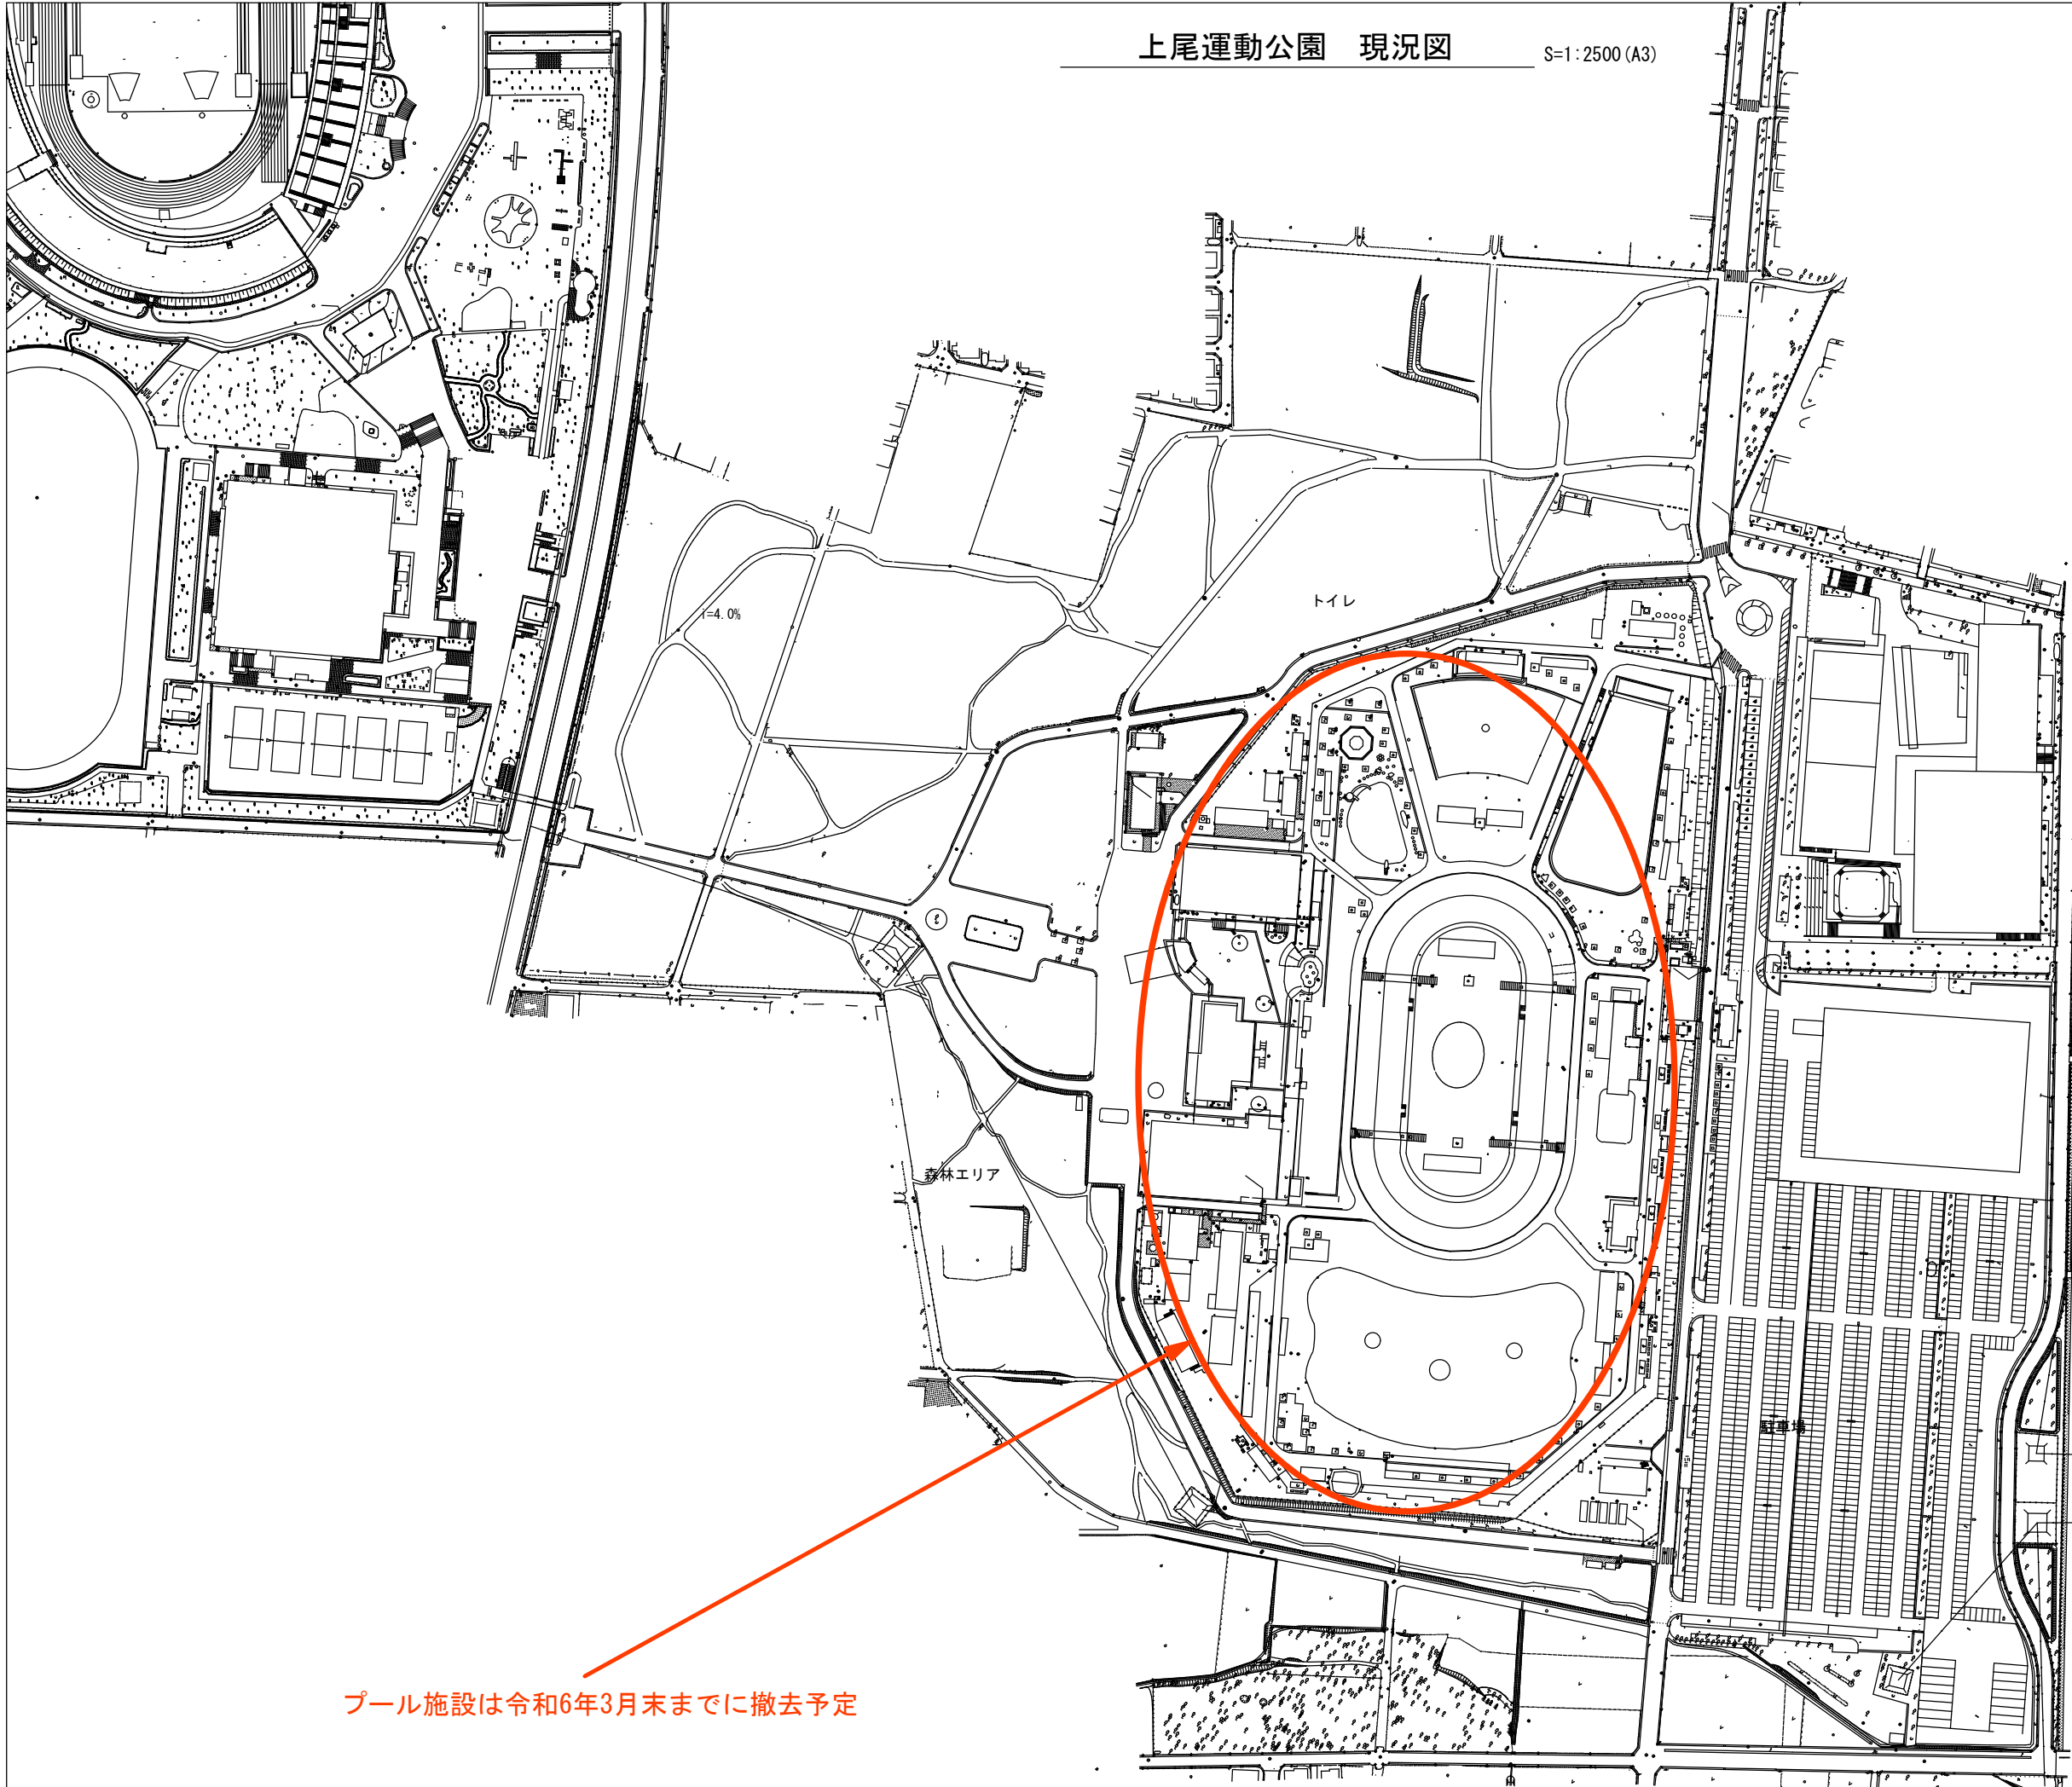 上尾運動公園　現況図
S=1:2500(A3)
トイレ
i=4.0%
森林エリア
駐車場
プール施設は令和6年3月末までに撤去予定